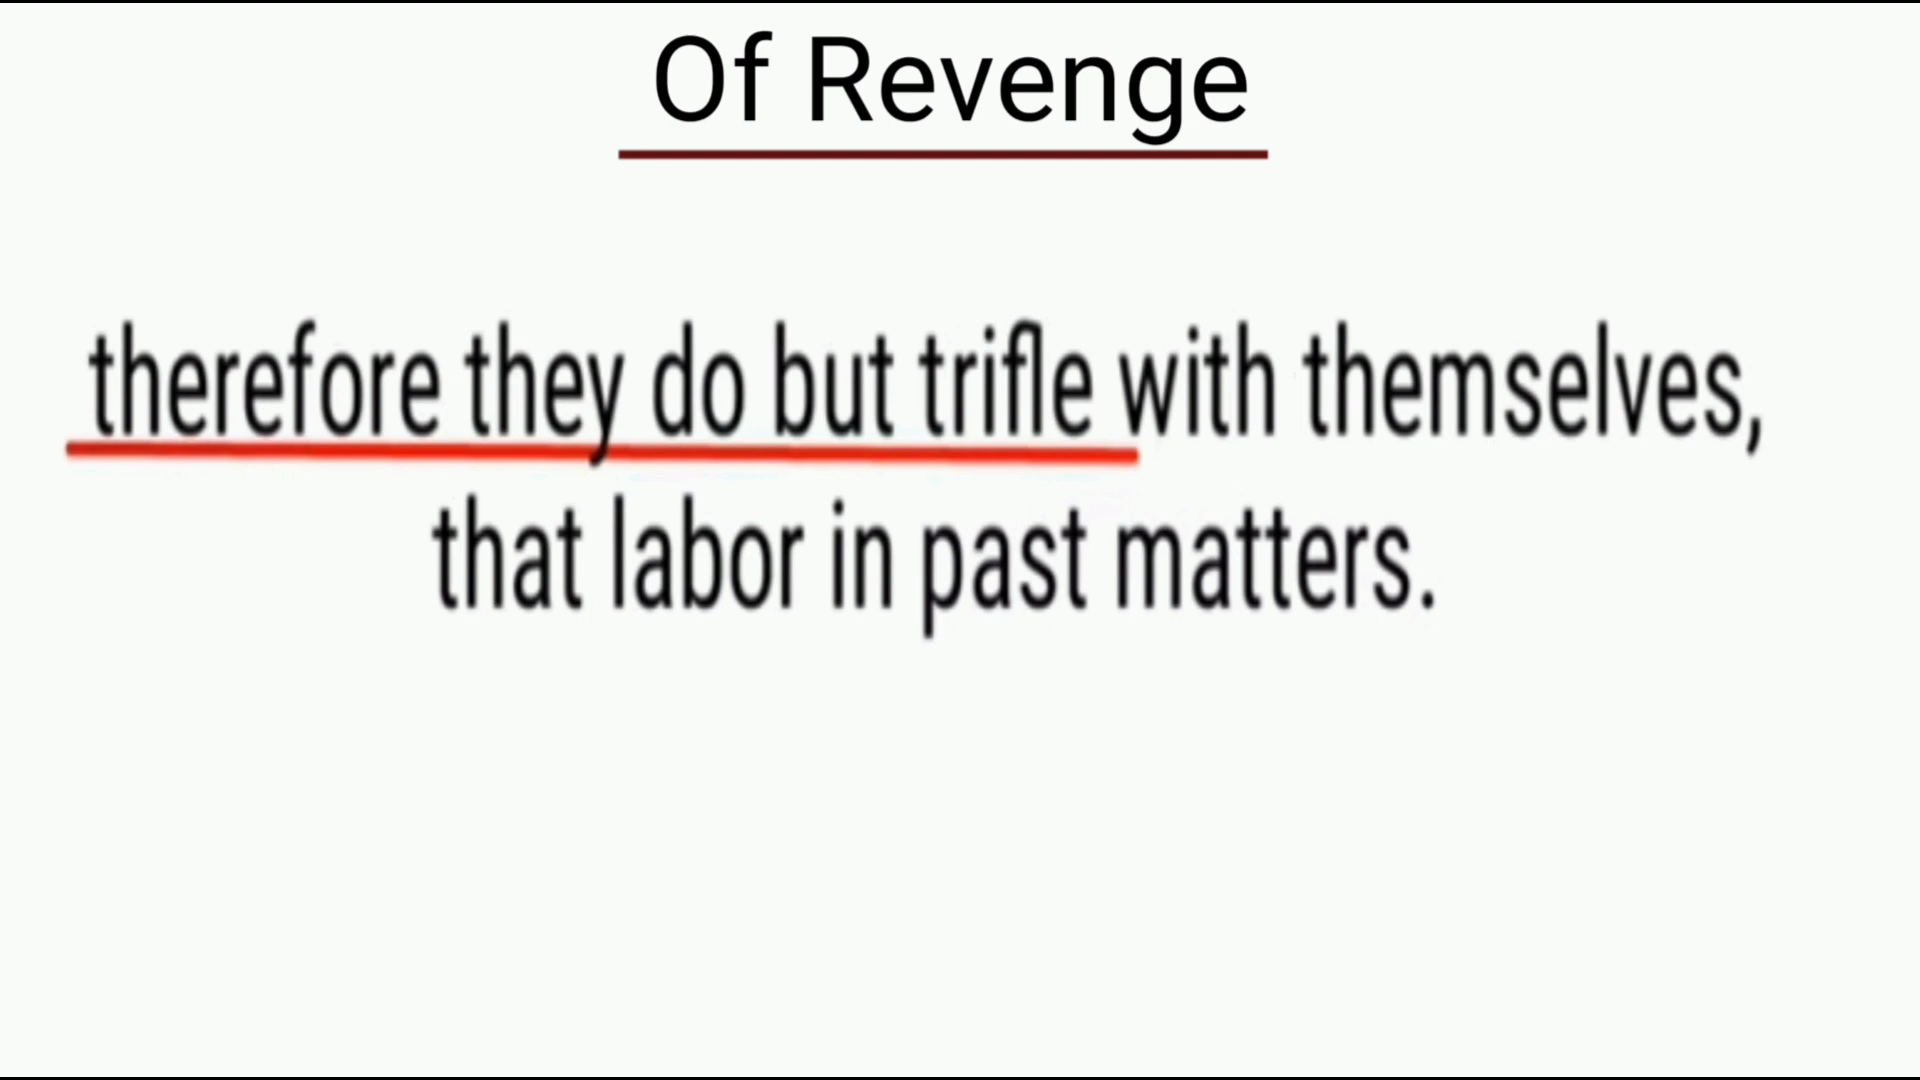 Of Revenge
therefore they do but trifle with themselves,
that labor in past matters.